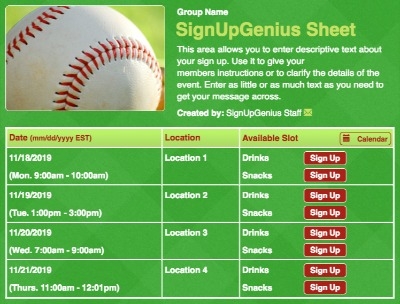 Group Name
SignUpGenius Sheet
This area allows you to enter descriptive text about
your sign up. Use it to give your
members instructions or to clarify the details of the
event. Enter as little or as much text as you need to
get your message across.
Created by: SignUpGenius Staff
Date (mm/dd/yyyy EST) Location Available Slot Calendar
11/18/2019 Location 1 Drinks Sign Up
(Mon. 9:00am - 10:00am) Snacks Sign Up
11/19/2019 Location 2 Drinks Sign Up
(Tue. 1:00pm - 3:00pm) Snacks Sign Up
11/20/2019 Location 3 Drinks Sign Up
(Wed. 7:00am - 9:00am) Snacks Sign Up
11/21/2019 Location 4 Drinks Sign Up
(Thurs. 11:00am - 12:01pm) Snacks Sign Up